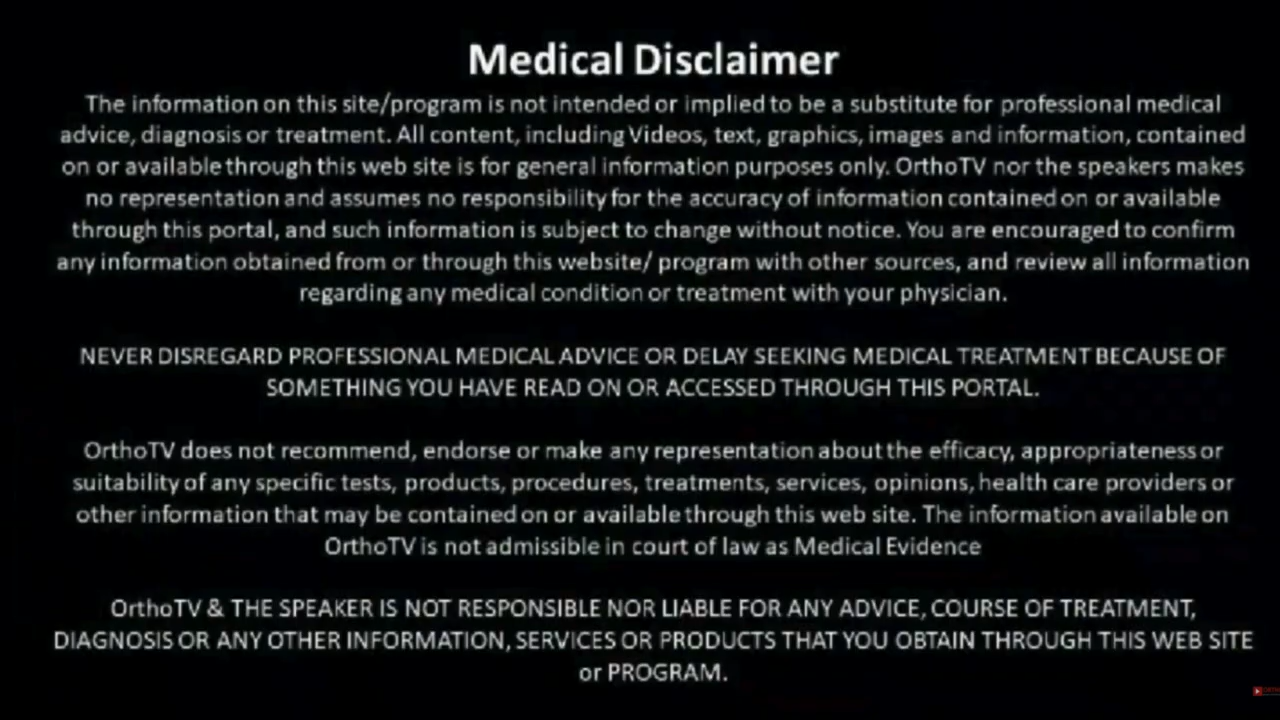 Medical Disclaimer
The information on this site/program is not intended or implied to be a substitute for professional medical
advice, diagnosis or treatment. All content, including Videos, text, graphics, images and information, contained
on or available through this web site is for general information purposes only. OrthoTV nor the speakers makes
no representation and assumes no responsibility for the accuracy of information contained on or available
through this portal, and such information is subject to change without notice. You are encouraged to confirm
any information obtained from or through this website/ program with other sources, and review all information
regarding any medical condition or treatment with your physician.
NEVER DISREGARD PROFESSIONAL MEDICAL ADVICE OR DELAY SEEKING MEDICAL TREATMENT BECAUSE OF
SOMETHING YOU HAVE READ ON OR ACCESSED THROUGH THIS PORTAL.
OrthoTV does not recommend, endorse or make any representation about the efficacy, appropriateness or
suitability of any specific tests, products, procedures, treatments, services, opinions, health care providers or
other information that may be contained on or available through this web site. The information available on
OrthoTV is not admissible in court of law as Medical Evidence
OrthoTV & THE SPEAKER IS NOT RESPONSIBLE NOR LIABLE FOR ANY ADVICE, COURSE OF TREATMENT,
DIAGNOSIS OR ANY OTHER INFORMATION, SERVICES OR PRODUCTS THAT YOU OBTAIN THROUGH THIS WEB SITE
or PROGRAM.